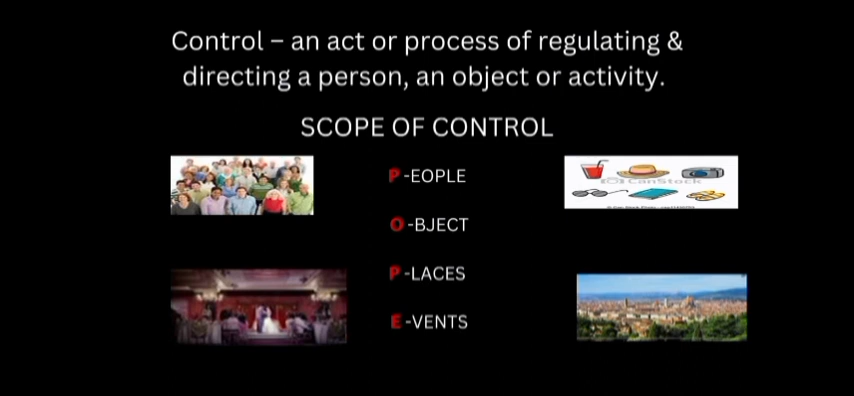 Control – an act or process of regulating &
directing a person, an object or activity.
SCOPE OF CONTROL
P-EOPLE
CanStock
O-BJECT
P-LACES
E-VENTS